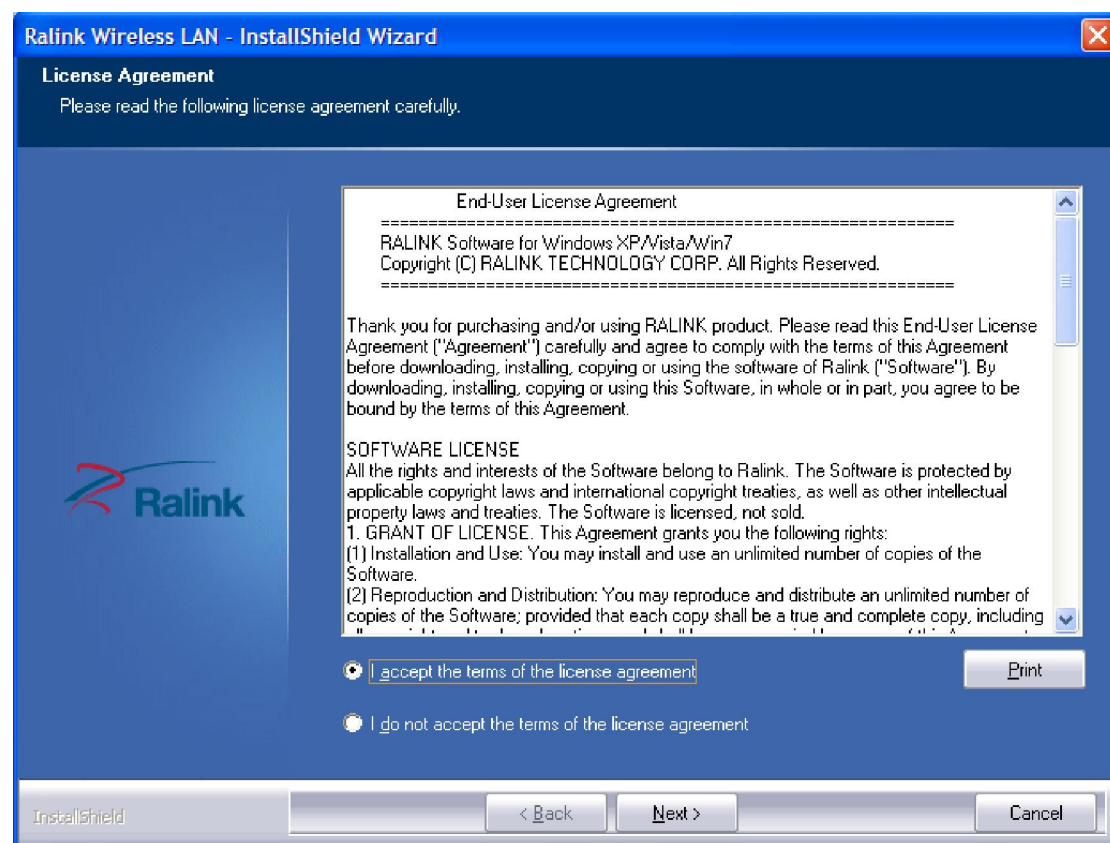 Ralink Wireless LAN - InstallShield Wizard
License Agreement
Please read the following license agreement carefully.
End-User License Agreement
=============================================================
RALINK Software for Windows XP/Vista/Win7
Copyright (C) RALINK TECHNOLOGY CORP. All Rights Reserved.
=============================================================
Thank you for purchasing and/or using RALINK product. Please read this End-User License
Agreement ("Agreement") carefully and agree to comply with the terms of this Agreement
before downloading, installing, copying or using the software of Ralink ("Software"). By
downloading, installing, copying or using this Software, in whole or in part, you agree to be
bound by the terms of this Agreement.
SOFTWARE LICENSE
All the rights and interests of the Software belong to Ralink. The Software is protected by
applicable copyright laws and international copyright treaties, as well as other intellectual
property laws and treaties. The Software is licensed, not sold.
1. GRANT OF LICENSE. This Agreement grants you the following rights:
(1) Installation and Use: You may install and use an unlimited number of copies of the
Software.
(2) Reproduction and Distribution: You may reproduce and distribute an unlimited number of
copies of the Software; provided that each copy shall be a true and complete copy, including
Ralink
I accept the terms of the license agreement
Print
I do not accept the terms of the license agreement
InstallShield
< Back
Next >
Cancel